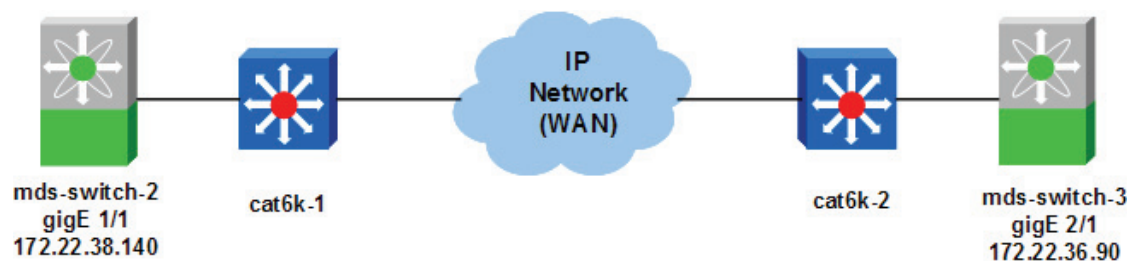 IP
Network
(WAN)
mds-switch-2
gigE 1/1
172.22.38.140
cat6k-1
cat6k-2
mds-switch-3
gigE 2/1
172.22.36.90